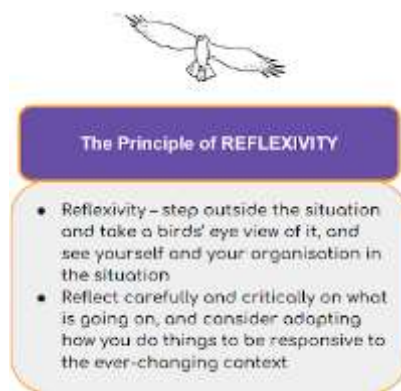 The Principle of REFLEXIVITY
● Reflexivity – step outside the situation
and take a birds' eye view of it, and
see yourself and your organisation in
the situation
● Reflect carefully and critically on what
is going on, and consider adapting
how you do things to be responsive to
the ever-changing context